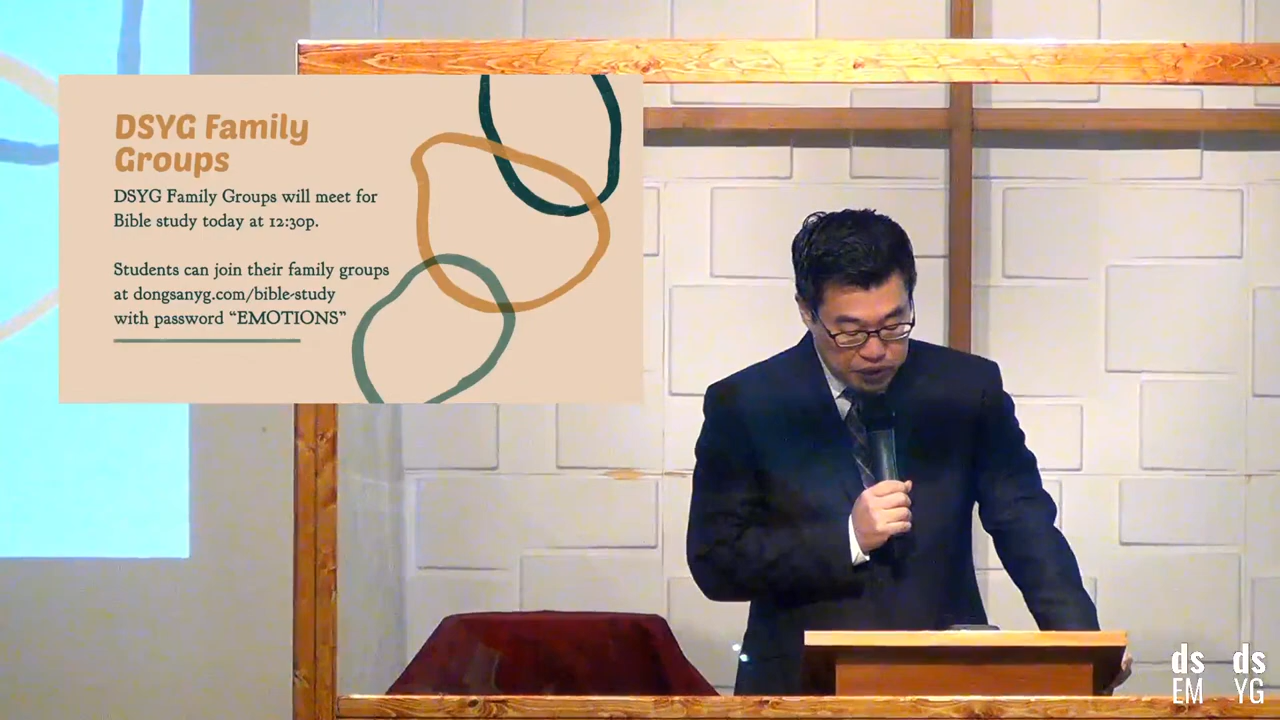 DSYG Family
Groups
DSYG Family Groups will meet for
Bible study today at 12:30p.
Students can join their family groups
at dongsanyg.com/bible-study
with password “EMOTIONS”
ds ds
EM YG